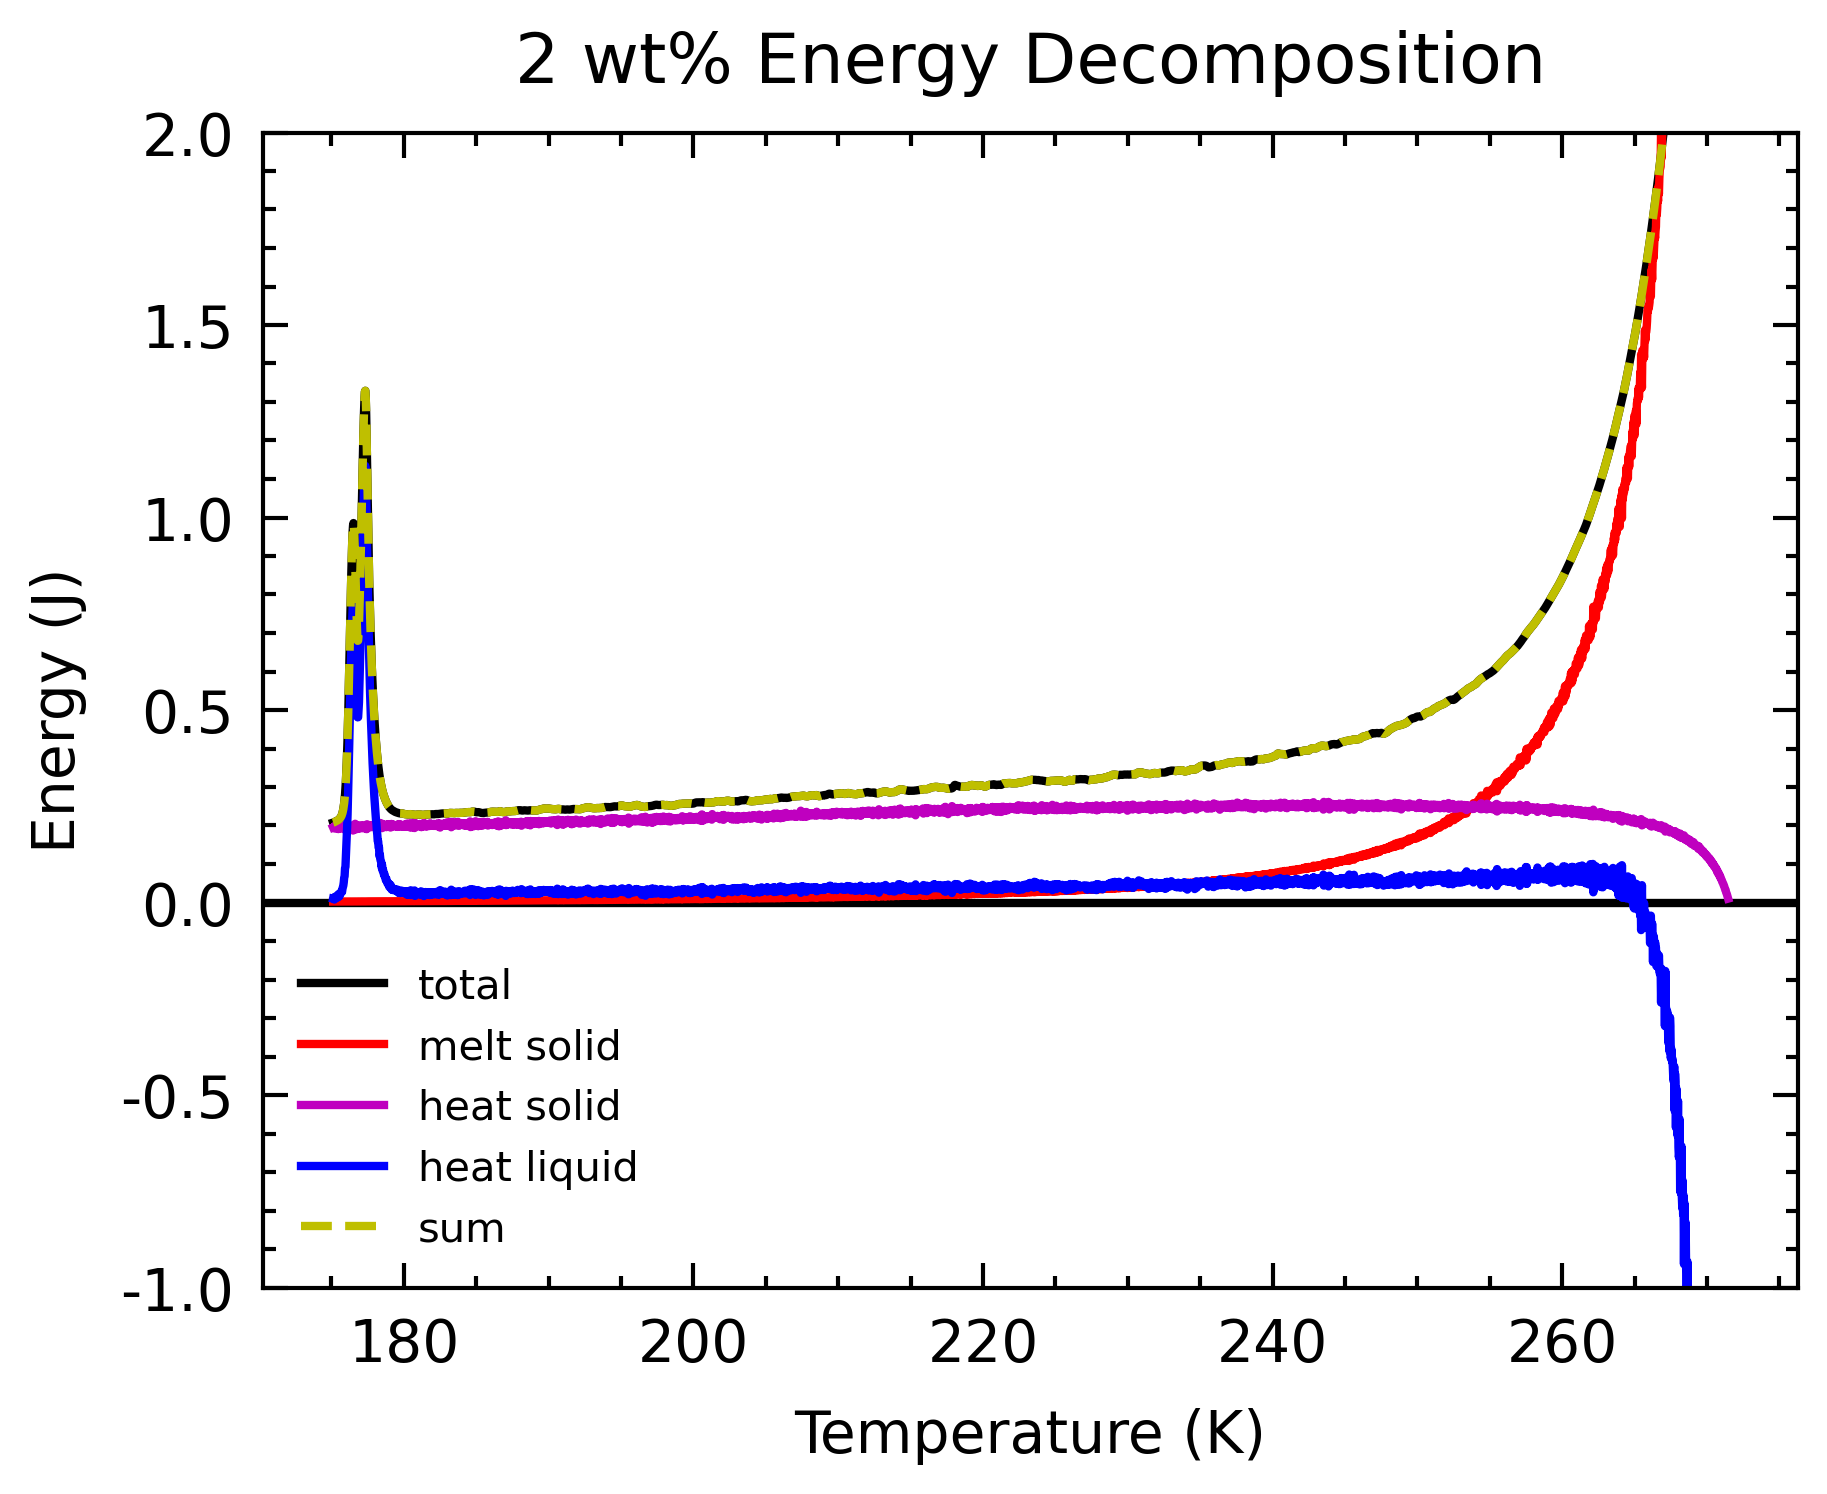 2 wt% Energy Decomposition
2.0
1.5
1.0
0.5
0.0
-0.5
-1.0
Energy (J)
total
melt solid
heat solid
heat liquid
sum
180 200 220 240 260
Temperature (K)